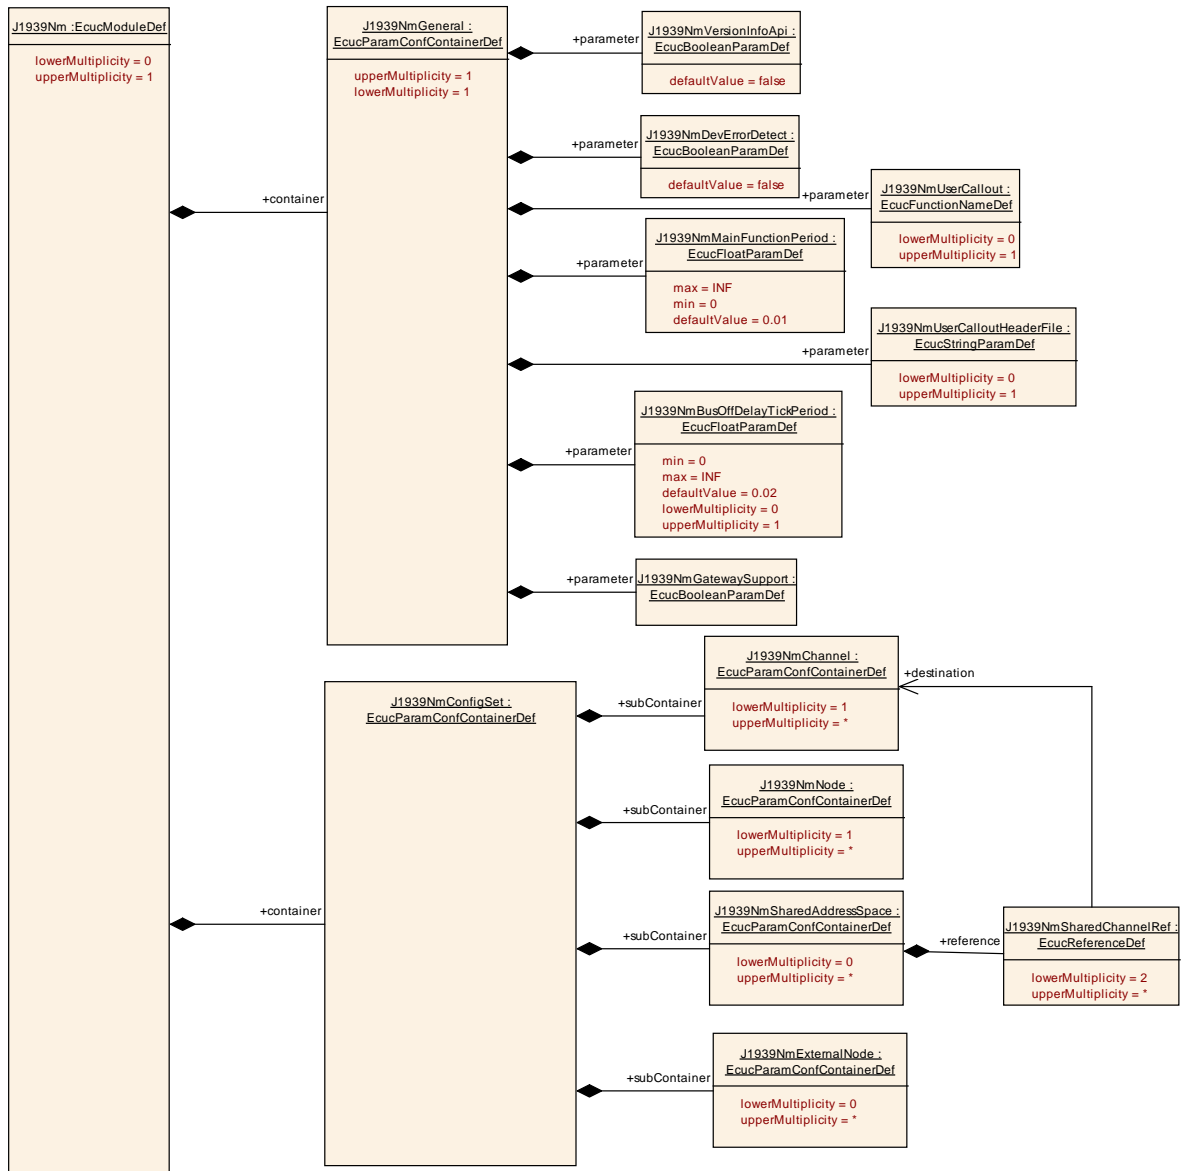 J1939Nm :EcucModuleDef
lowerMultiplicity = 0
upperMultiplicity = 1
+container
J1939NmGeneral :
EcucParamConfContainerDef
upperMultiplicity = 1
lowerMultiplicity = 1
+parameter
J1939NmVersionInfoApi :
EcucBooleanParamDef
defaultValue = false
+parameter
J1939NmDevErrorDetect :
EcucBooleanParamDef
defaultValue = false
+parameter
J1939NmUserCallout :
EcucFunctionNameDef
lowerMultiplicity = 0
upperMultiplicity = 1
+parameter
J1939NmMainFunctionPeriod :
EcucFloatParamDef
max = INF
min = 0
defaultValue = 0.01
+parameter
J1939NmUserCalloutHeaderFile :
EcucStringParamDef
lowerMultiplicity = 0
upperMultiplicity = 1
+parameter
J1939NmBusOffDelayTickPeriod :
EcucFloatParamDef
min = 0
max = INF
defaultValue = 0.02
lowerMultiplicity = 0
upperMultiplicity = 1
+parameter
J1939NmGatewaySupport :
EcucBooleanParamDef
+container
J1939NmConfigSet :
EcucParamConfContainerDef
+subContainer
J1939NmChannel :
EcucParamConfContainerDef
lowerMultiplicity = 1
upperMultiplicity = *
+destination
+subContainer
J1939NmNode :
EcucParamConfContainerDef
lowerMultiplicity = 1
upperMultiplicity = *
+subContainer
J1939NmSharedAddressSpace :
EcucParamConfContainerDef
lowerMultiplicity = 0
upperMultiplicity = *
+reference
J1939NmSharedChannelRef :
EcucReferenceDef
lowerMultiplicity = 2
upperMultiplicity = *
+subContainer
J1939NmExternalNode :
EcucParamConfContainerDef
lowerMultiplicity = 0
upperMultiplicity = *